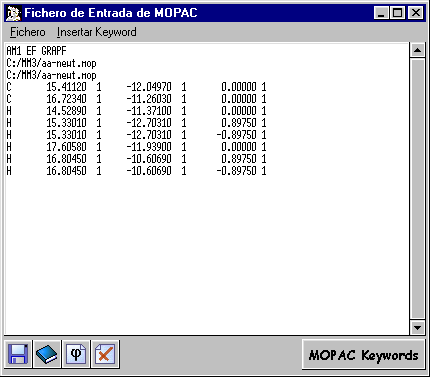 Fichero de Entrada de MOPAC
Fichero Insertar Keyword
AM1 EF GRAPF
C:/MM3/aa-neut.mop
C:/MM3/aa-neut.mop
C 15.41120 1 -12.04970 1 0.00000 1
C 16.72340 1 -11.26030 1 0.00000 1
H 14.52890 1 -11.37100 1 0.00000 1
H 15.33010 1 -12.70310 1 0.89750 1
H 15.33010 1 -12.70310 1 -0.89750 1
H 17.60580 1 -11.93900 1 0.00000 1
H 16.80450 1 -10.60690 1 0.89750 1
H 16.80450 1 -10.60690 1 -0.89750 1
φ
MOPAC Keywords